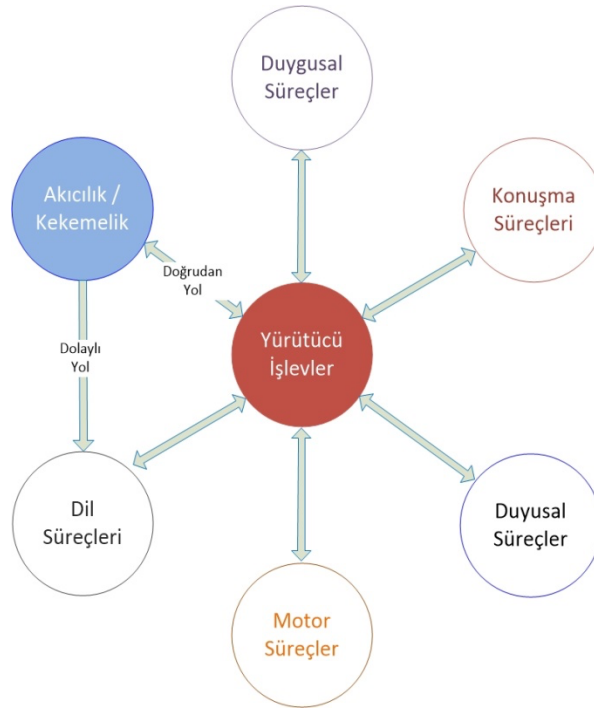 Duygusal
Süreçler
Akıcılık /
Kekemelik
Konuşma
Süreçleri
Doğrudan
Yol
Yürütücü
İşlevler
Dolaylı
Yol
Dil
Süreçleri
Duyusal
Süreçler
Motor
Süreçler